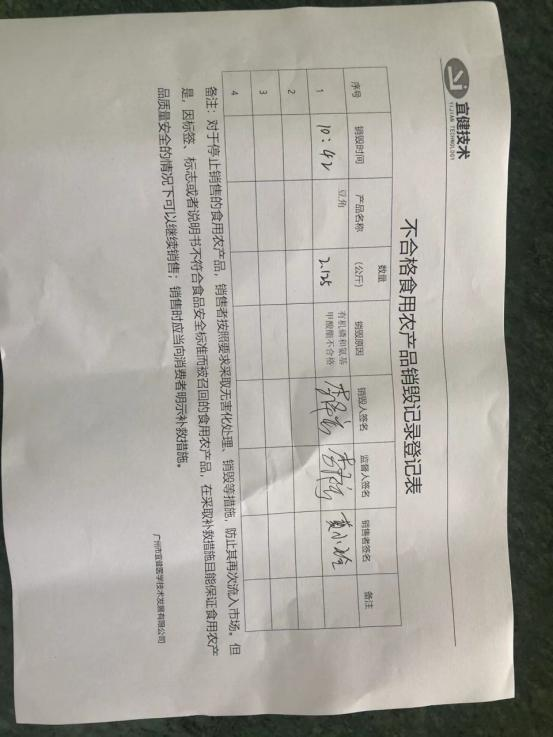 宜健技术
YIJIAN TECHNOLOGY
不合格食用农产品销毁记录登记表
序号 销毁时间 产品名称 数量（公斤） 销毁原因 销毁人签名 监督人签名 销售者签名 备注
1 10:42 豆角 2.125 有机磷和氨基甲酸酯不合格
2
3
4
备注：对于停止销售的食用农产品，销售者按照要求采取无害化处理、销毁等措施，防止其再次流入市场。但
是，因标签、标志或者说明书不符合食品安全标准而被召回的食用农产品，在采取补救措施且能保证食用农产
品质量安全的情况下可以继续销售；销售时应当向消费者明示补救措施。
广州市宜健医学技术发展有限公司